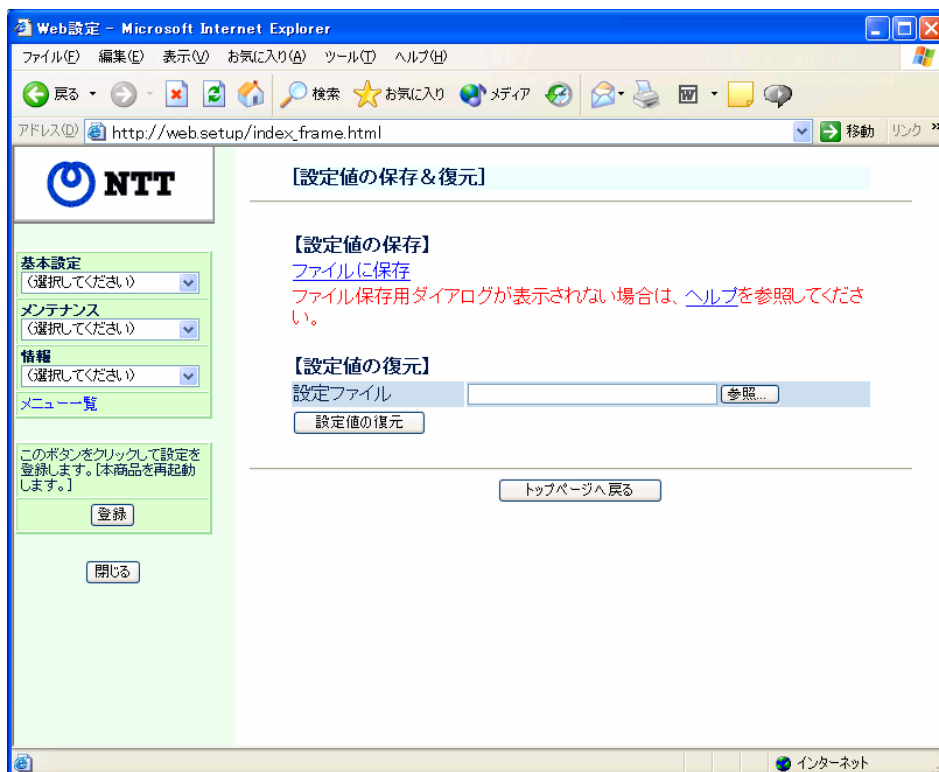 Web設定 - Microsoft Internet Explorer
ファイル(F) 編集(E) 表示(V) お気に入り(A) ツール(T) ヘルプ(H)
戻る 検索 お気に入り メディア
アドレス(D) http://web.setup/index_frame.html 移動 リンク »
NTT
基本設定
(選択してください)
メンテナンス
(選択してください)
情報
(選択してください)
メニュー一覧
このボタンをクリックして設定を
登録します。[本商品を再起動
します。]
登録
閉じる
[設定値の保存&復元]
【設定値の保存】
ファイルに保存
ファイル保存用ダイアログが表示されない場合は、ヘルプを参照してくださ
い。
【設定値の復元】
設定ファイル 参照...
設定値の復元
トップページへ戻る
インターネット